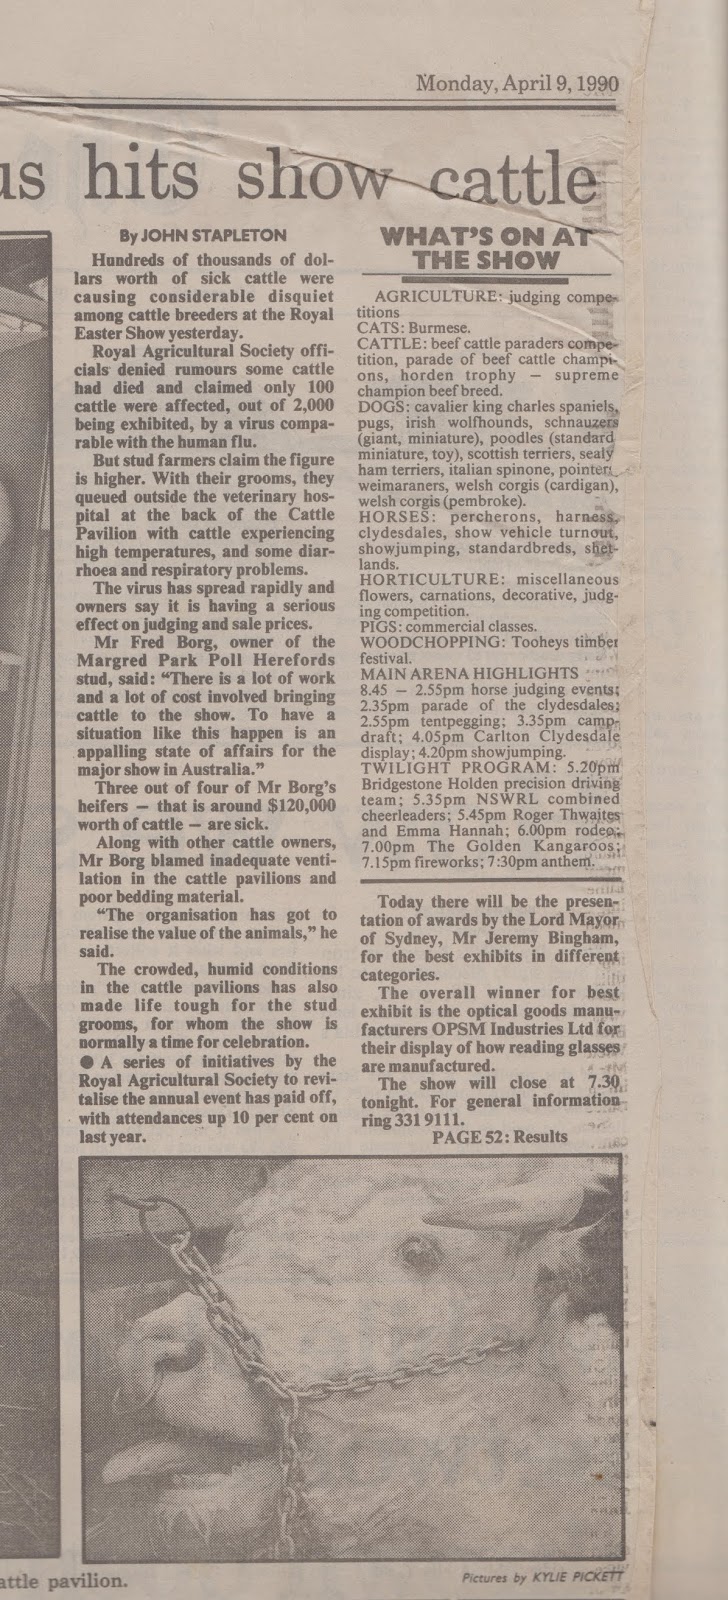 Monday, April 9, 1990
us hits show cattle
By JOHN STAPLETON
Hundreds of thousands of dol-
lars worth of sick cattle were
causing considerable disquiet
among cattle breeders at the Royal
Easter Show yesterday.
Royal Agricultural Society offi-
cials denied rumours some cattle
had died and claimed only 100
cattle were affected, out of 2,000
being exhibited, by a virus compa-
rable with the human flu.
But stud farmers claim the figure
is higher. With their grooms, they
queued outside the veterinary hos-
pital at the back of the Cattle
Pavilion with cattle experiencing
high temperatures, and some diar-
rhoea and respiratory problems.
The virus has spread rapidly and
owners say it is having a serious
effect on judging and sale prices.
Mr Fred Borg, owner of the
Margred Park Poll Herefords
stud, said: “There is a lot of work
and a lot of cost involved bringing
cattle to the show. To have a
situation like this happen is an
appalling state of affairs for the
major show in Australia.”
Three out of four of Mr Borg’s
heifers — that is around $120,000
worth of cattle — are sick.
Along with other cattle owners,
Mr Borg blamed inadequate venti-
lation in the cattle pavilions and
poor bedding material.
“The organisation has got to
realise the value of the animals,” he
said.
The crowded, humid conditions
in the cattle pavilions has also
made life tough for the stud
grooms, for whom the show is
normally a time for celebration.
● A series of initiatives by the
Royal Agricultural Society to revi-
talise the annual event has paid off,
with attendances up 10 per cent on
last year.
WHAT'S ON AT
THE SHOW
AGRICULTURE: judging compe-
titions
CATS: Burmese.
CATTLE: beef cattle paraders compe-
tition, parade of beef cattle champi-
ons, horden trophy — supreme
champion beef breed.
DOGS: cavalier king charles spaniels,
pugs, irish wolfhounds, schnauzers
(giant, miniature), poodles (standard
miniature, toy), scottish terriers, sealy
ham terriers, italian spinone, pointers
weimaraners, welsh corgis (cardigan),
welsh corgis (pembroke).
HORSES: percherons, harness,
clydesdales, show vehicle turnout,
showjumping, standardbreds, shet-
lands.
HORTICULTURE: miscellaneous
flowers, carnations, decorative, judg-
ing competition.
PIGS: commercial classes.
WOODCHOPPING: Tooheys timber
festival.
MAIN ARENA HIGHLIGHTS
8.45 — 2.55pm horse judging events;
2.35pm parade of the clydesdales;
2.55pm tentpegging; 3.35pm camp-
draft; 4.05pm Carlton Clydesdale
display; 4.20pm showjumping.
TWILIGHT PROGRAM: 5.20pm
Bridgestone Holden precision driving
team; 5.35pm NSWRL combined
cheerleaders; 5.45pm Roger Thwaites
and Emma Hannah; 6.00pm rodeo;
7.00pm The Golden Kangaroos;
7.15pm fireworks; 7:30pm anthem.
Today there will be the presen-
tation of awards by the Lord Mayor
of Sydney, Mr Jeremy Bingham,
for the best exhibits in different
categories.
The overall winner for best
exhibit is the optical goods manu-
facturers OPSM Industries Ltd for
their display of how reading glasses
are manufactured.
The show will close at 7.30
tonight. For general information
ring 331 9111.
PAGE 52: Results
attle pavilion.
Pictures by KYLIE PICKETT